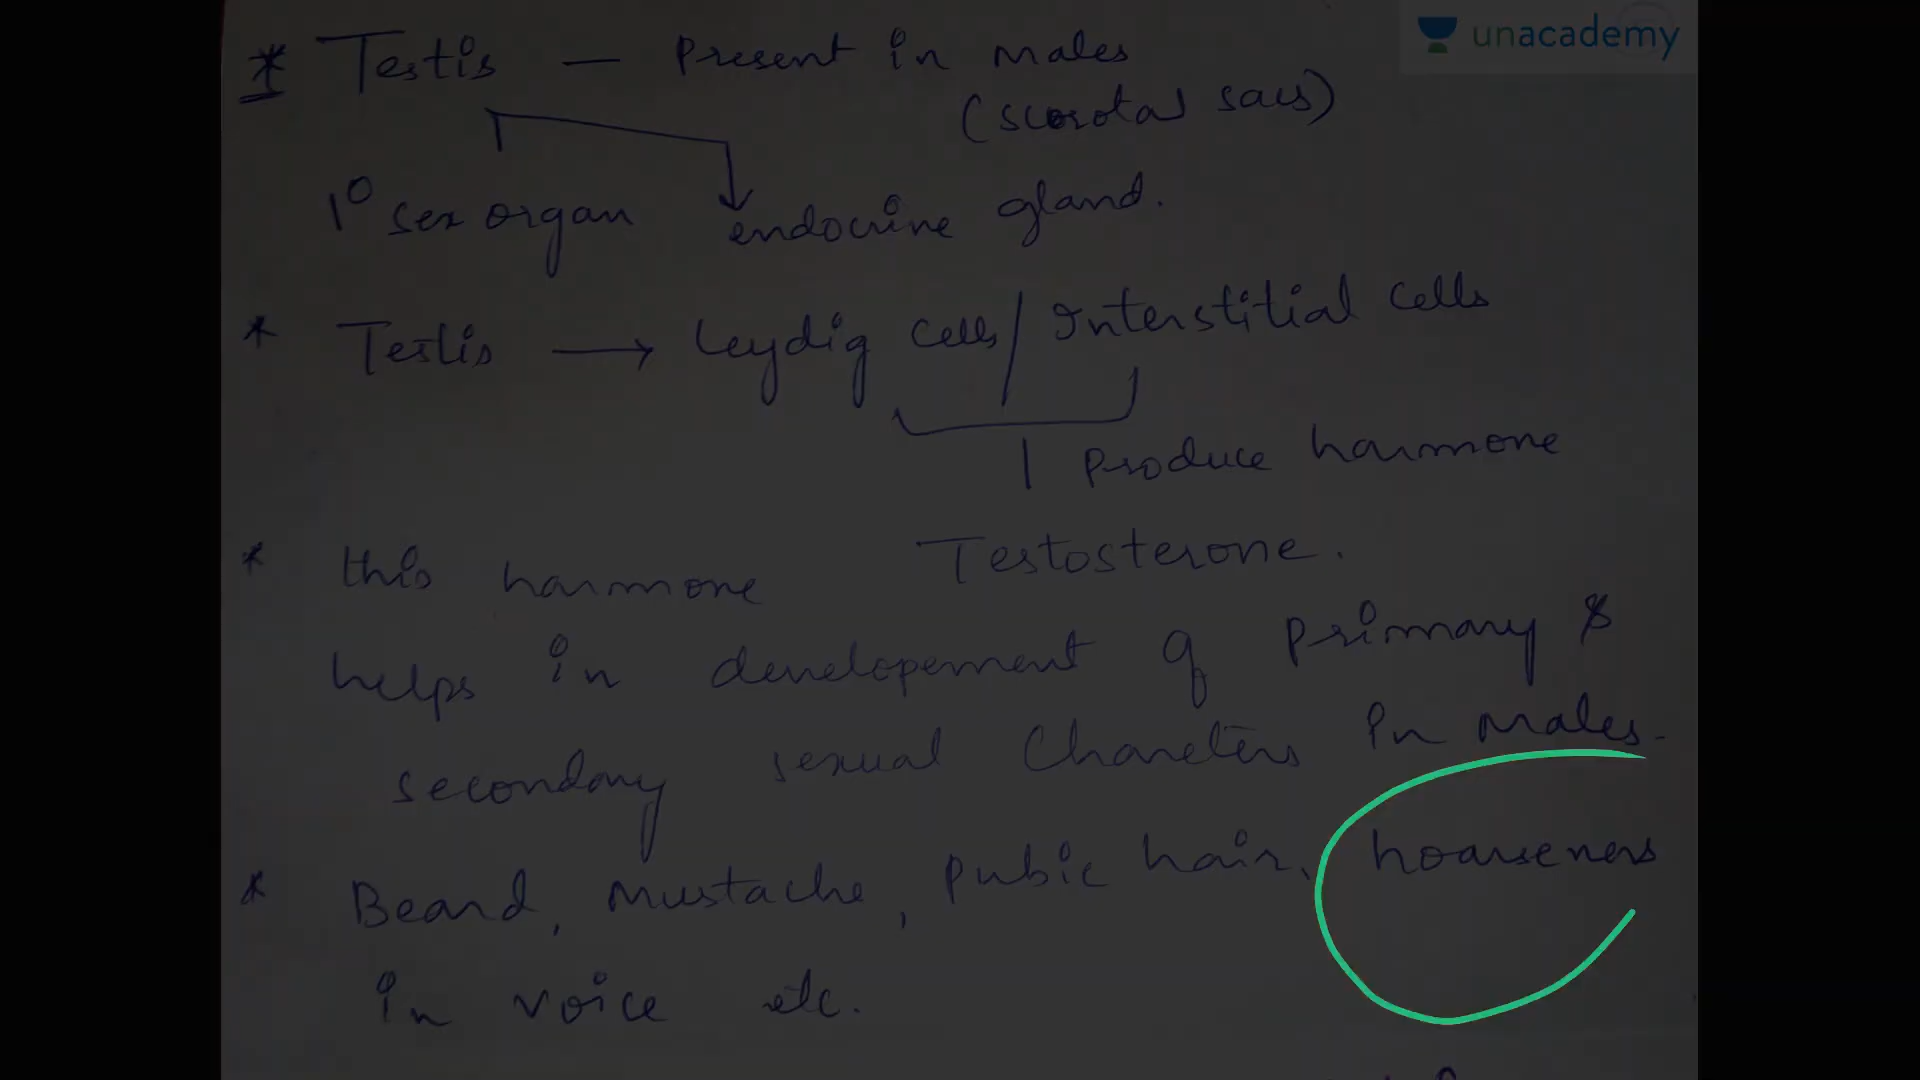 unacademy
* Testis — Present in males
(scorotal sacs)
1° sex organ endocrine gland.
* Testis → Leydig cells / Interstitial cells
Produce harmone
Testosterone.
* this harmone
helps in developement of primary &
secondary sexual Characters in males.
* Beard, Mustache, pubic hair, hoarseness
in voice etc.